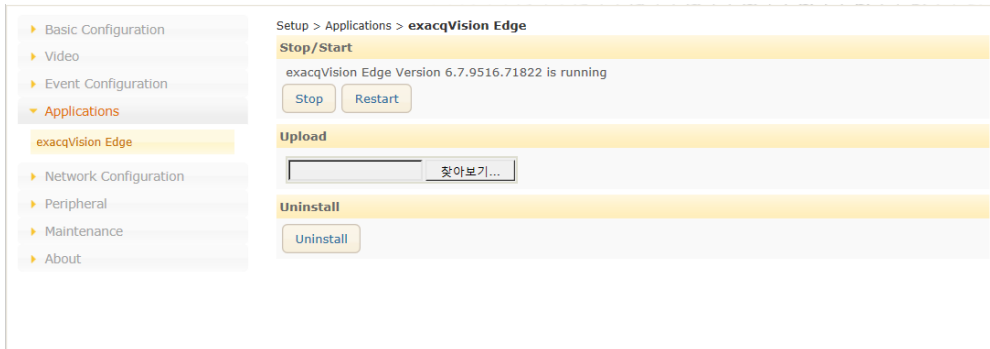 Basic Configuration
Video
Event Configuration
Applications
exacqVision Edge
Network Configuration
Peripheral
Maintenance
About
Setup > Applications > exacqVision Edge
Stop/Start
exacqVision Edge Version 6.7.9516.71822 is running
Stop Restart
Upload
찾아보기...
Uninstall
Uninstall